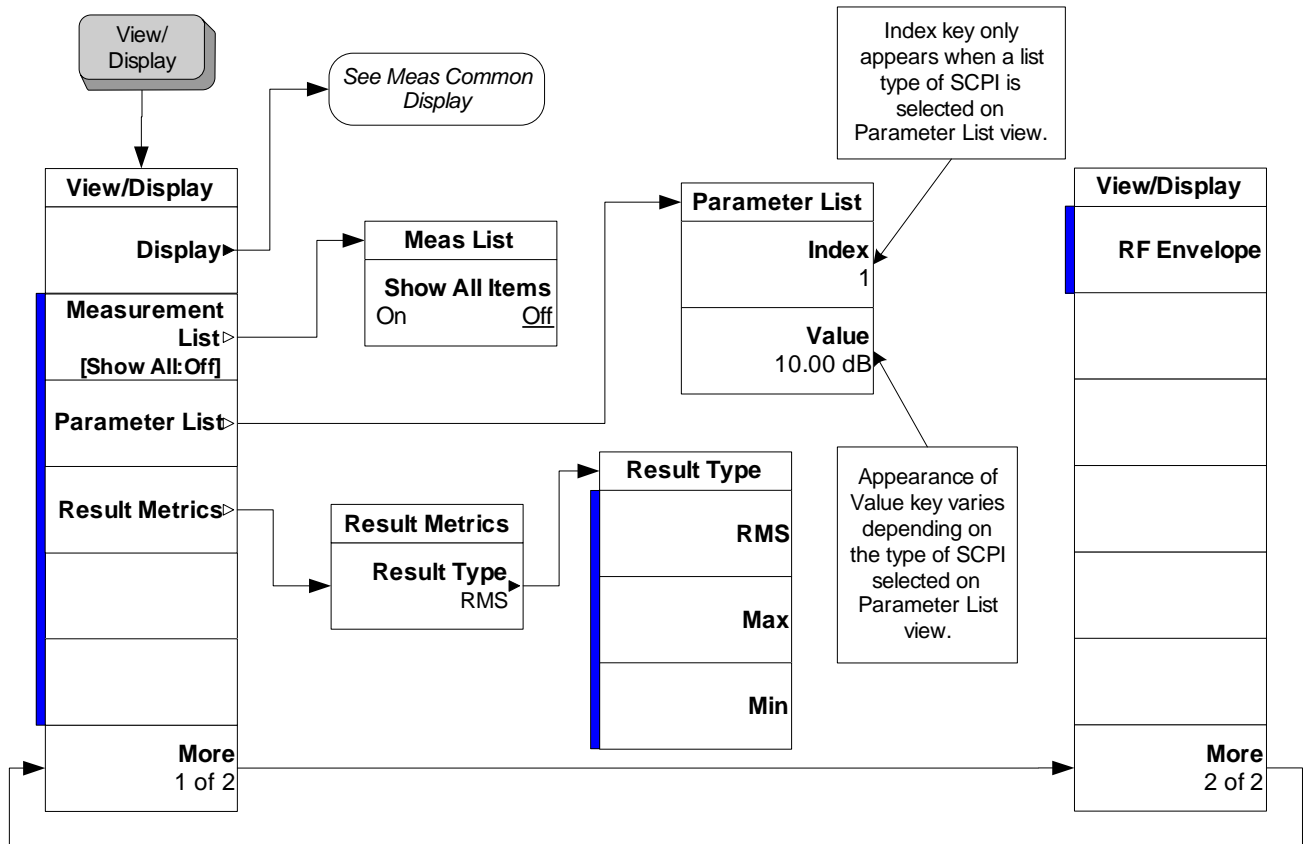 View/
Display
See Meas Common
Display
Index key only
appears when a list
type of SCPI is
selected on
Parameter List view.
View/Display
Display
Measurement
List
[Show All:Off]
Parameter List
Result Metrics
More
1 of 2
Meas List
Show All Items
On Off
Parameter List
Index
1
Value
10.00 dB
Result Metrics
Result Type
RMS
Result Type
RMS
Max
Min
Appearance of
Value key varies
depending on
the type of SCPI
selected on
Parameter List
view.
View/Display
RF Envelope
More
2 of 2